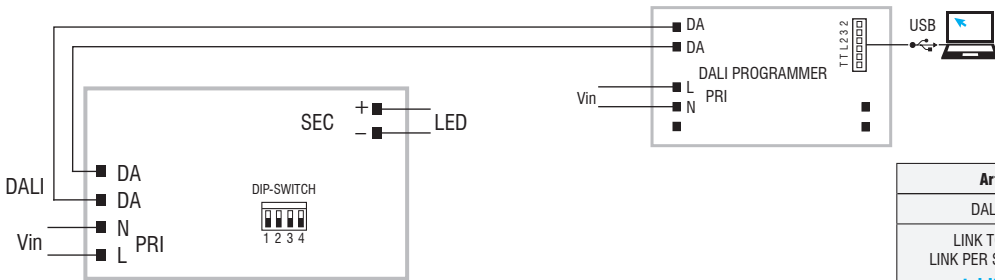 DA
DA
TTL232
USB
DALI PROGRAMMER
Vin
L
N
PRI
SEC
+
–
LED
DALI
DA
DA
Vin
N
L
PRI
DIP-SWITCH
1 2 3 4
DAL
LINK T
LINK PER S